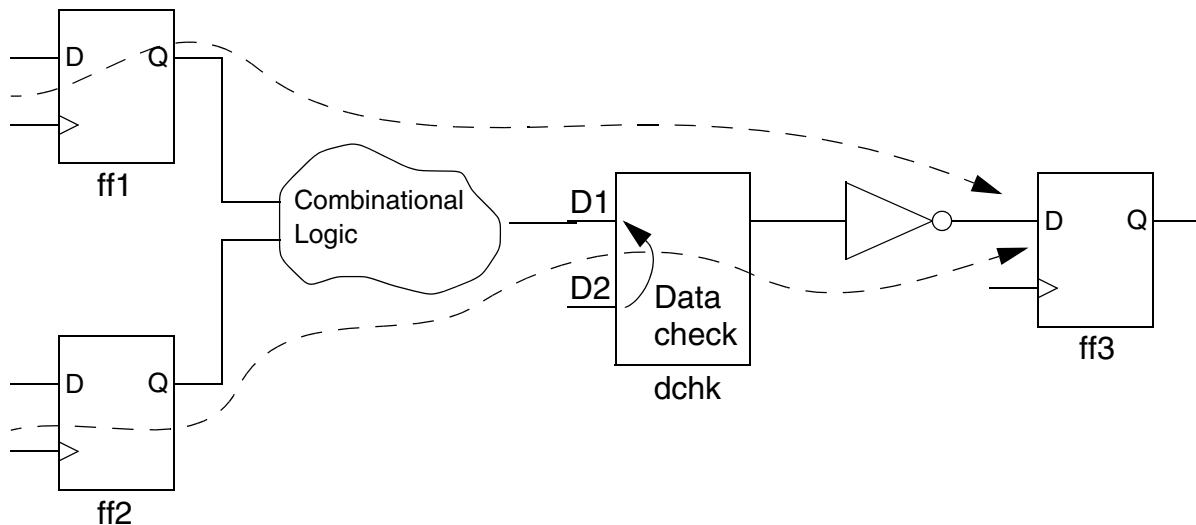 D Q
ff1
Combinational
Logic
D1
D2
Data
check
dchk
D Q
ff3
D Q
ff2